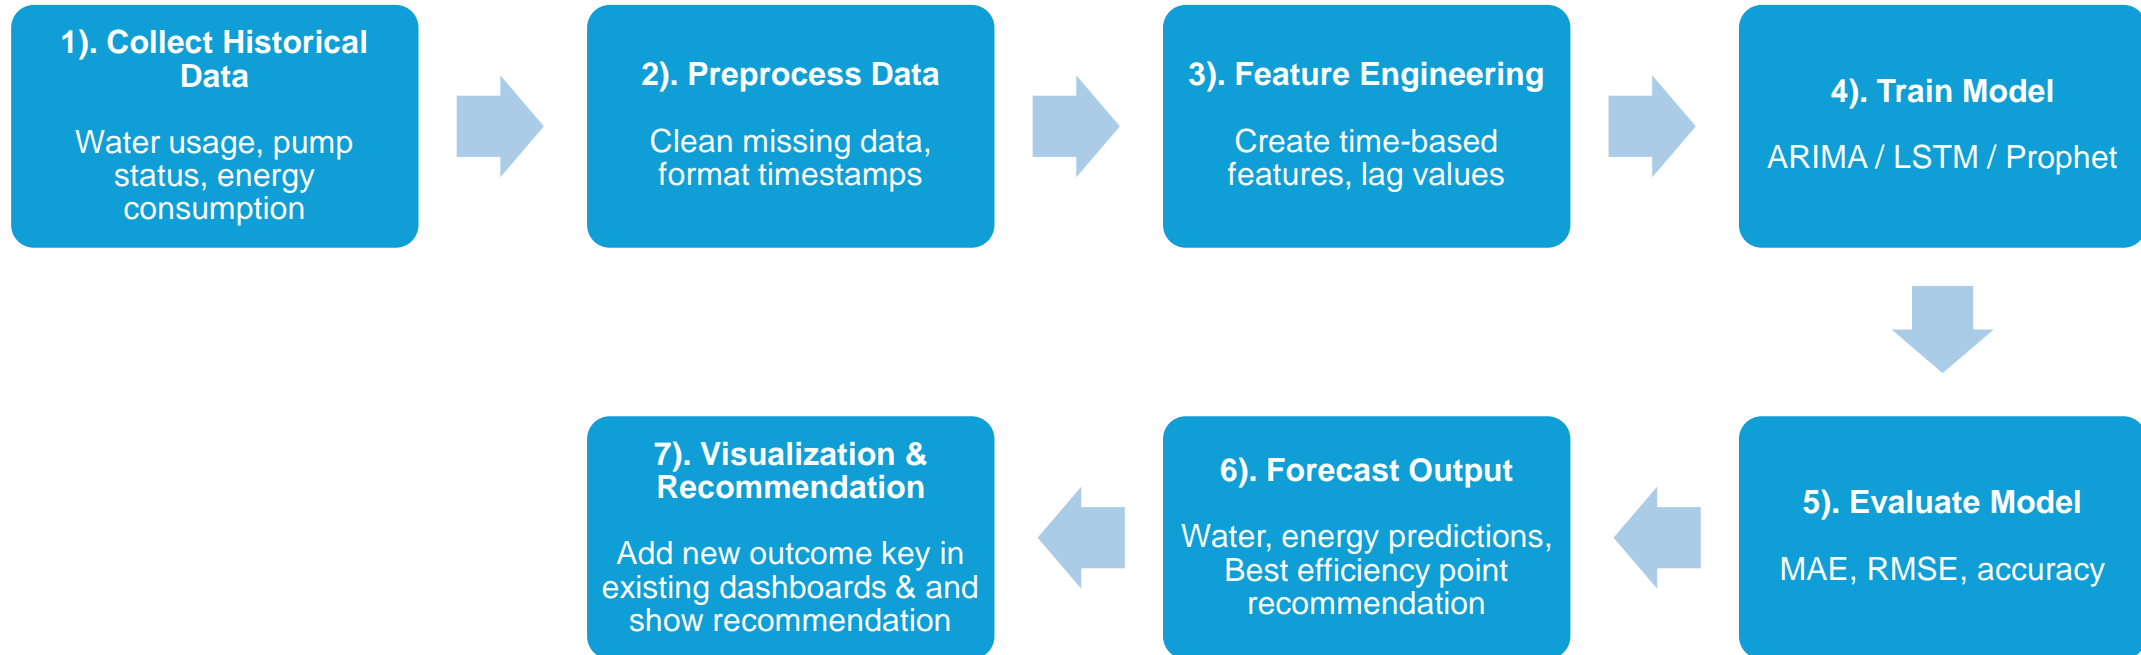 1). Collect Historical
Data
Water usage, pump
status, energy
consumption
2). Preprocess Data
Clean missing data,
format timestamps
3). Feature Engineering
Create time-based
features, lag values
4). Train Model
ARIMA / LSTM / Prophet
5). Evaluate Model
MAE, RMSE, accuracy
6). Forecast Output
Water, energy predictions,
Best efficiency point
recommendation
7). Visualization &
Recommendation
Add new outcome key in
existing dashboards & and
show recommendation